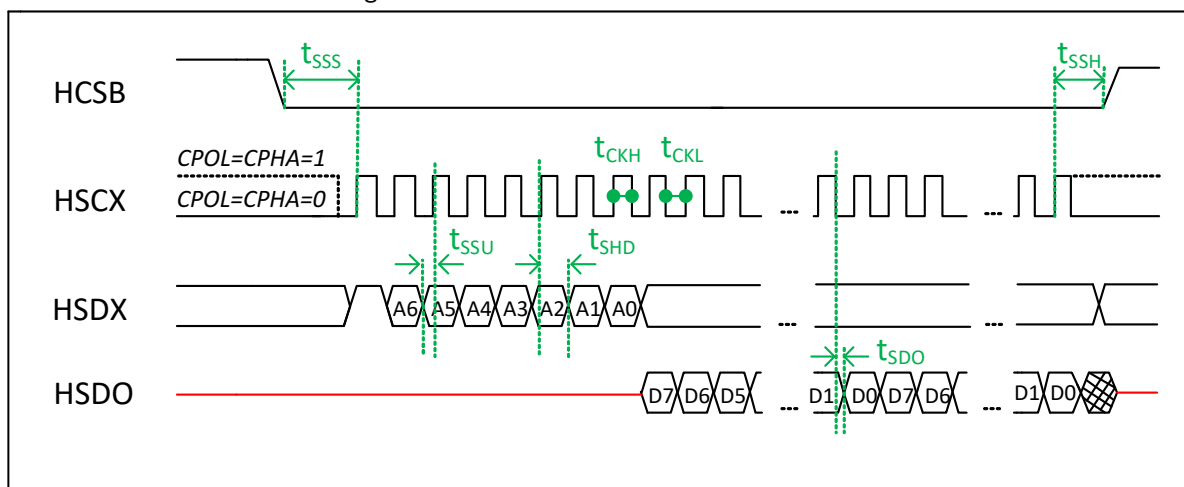 tSSS
tSSH
HCSB
CPOL=CPHA=1
tCKH tCKL
HSCX
CPOL=CPHA=0
... ...
tSSU tSHD
HSDX A6 A5 A4 A3 A2 A1 A0
... ...
tSDO
HSDO D7 D6 D5 ... D1 D0 D7 D6 ... D1 D0